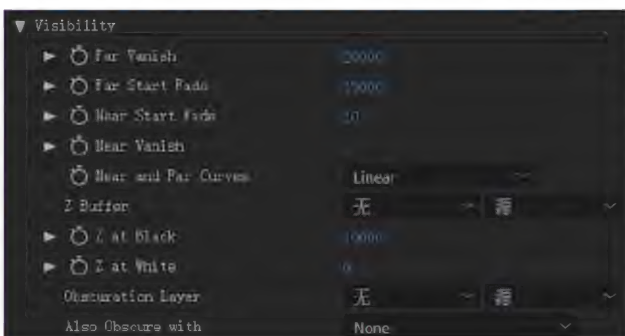 Visibility
Far Vanish 20000
Far Start Fade
Near Start Fade 10
Near Vanish
Near and Far Curves Linear
Z Buffer 无 源
Z at Black 10000
Z at White 0
Obscuration Layer 无 源
Also Obscure with None